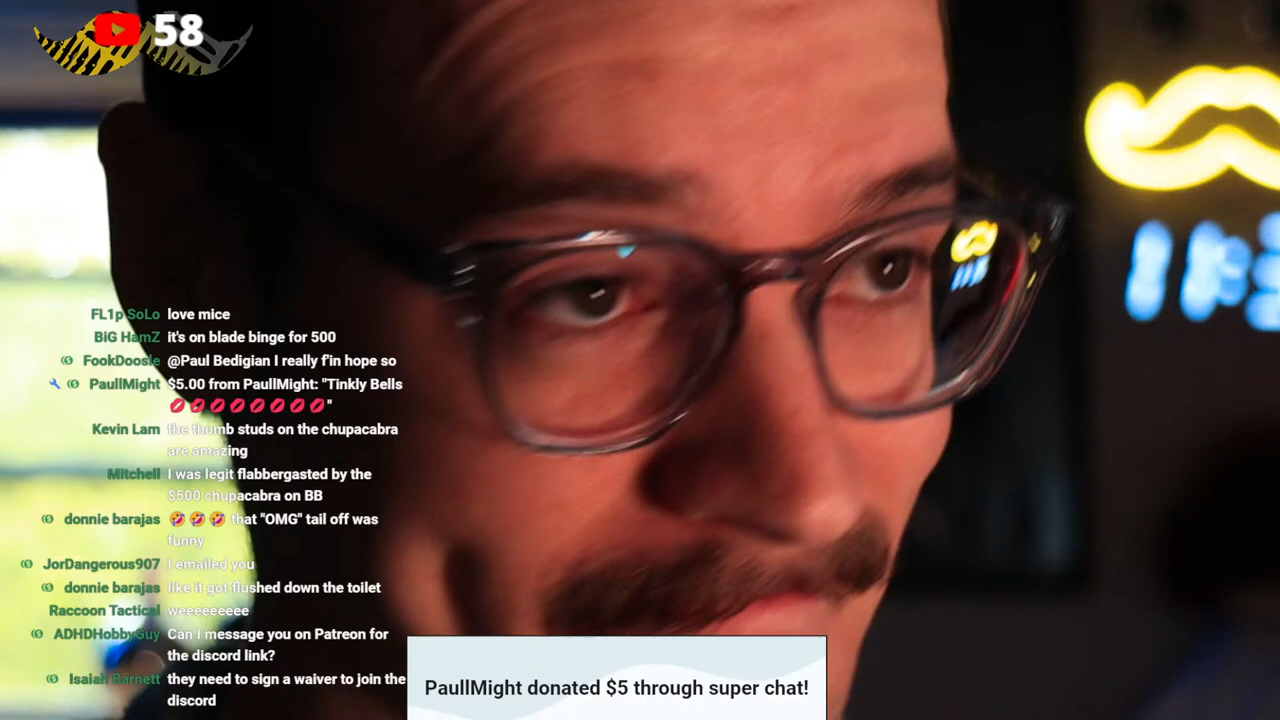 58
FL1p SoLo love mice
BiG HamZ it's on blade binge for 500
FookDoosle @Paul Bedigian I really f'in hope so
PaullMight $5.00 from PaullMight: "Tinkly Bells
💋💋💋💋💋💋💋💋"
Kevin Lam the thumb studs on the chupacabra
are amazing
Mitchell I was legit flabbergasted by the
$500 chupacabra on BB
donnie barajas 🤣🤣🤣 that "OMG" tail off was
funny
JorDangerous907 I emailed you
donnie barajas like it got flushed down the toilet
Raccoon Tactical weeeeeeeee
ADHDHobbyGuy Can I message you on Patreon for
the discord link?
Isaiah Barnett they need to sign a waiver to join the
discord
PaullMight donated $5 through super chat!